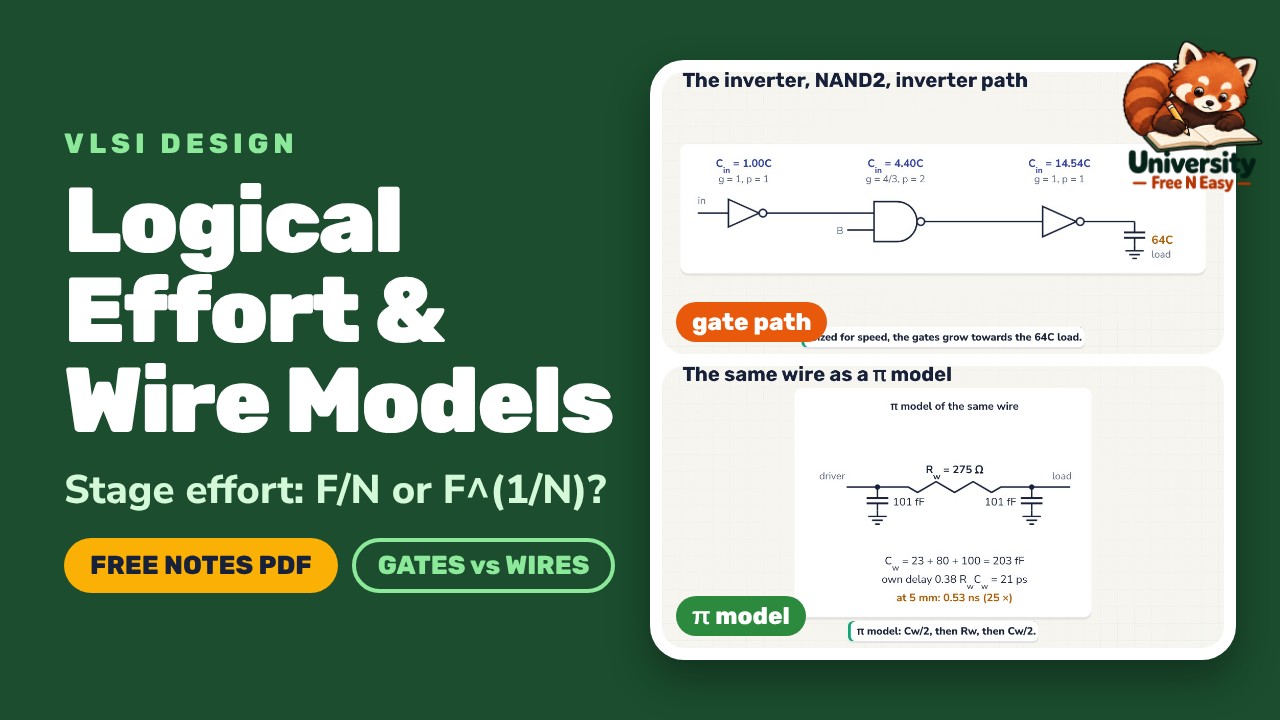 VLSI DESIGN
Logical
Effort &
Wire Models
Stage effort: F/N or F^(1/N)?
FREE NOTES PDF
GATES vs WIRES
The inverter, NAND2, inverter path
Cin = 1.00C
g = 1, p = 1
Cin = 4.40C
g = 4/3, p = 2
Cin = 14.54C
g = 1, p = 1
in
B
64C
load
gate path
for speed, the gates grow towards the 64C load.
The same wire as a π model
π model of the same wire
driver
Rw = 275 Ω
load
101 fF
101 fF
Cw = 23 + 80 + 100 = 203 fF
own delay 0.38 RwCw = 21 ps
at 5 mm: 0.53 ns (25 ×)
π model
π model: Cw/2, then Rw, then Cw/2.
University
Free N Easy